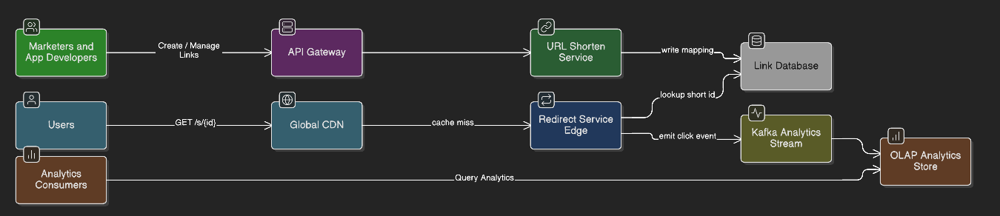 Marketers and
App Developers
Create / Manage
Links
API Gateway
URL Shorten
Service
write mapping
Link Database
Users
GET /s/{id}
Global CDN
cache miss
Redirect Service
Edge
lookup short id
emit click event
Kafka Analytics
Stream
OLAP Analytics
Store
Analytics
Consumers
Query Analytics